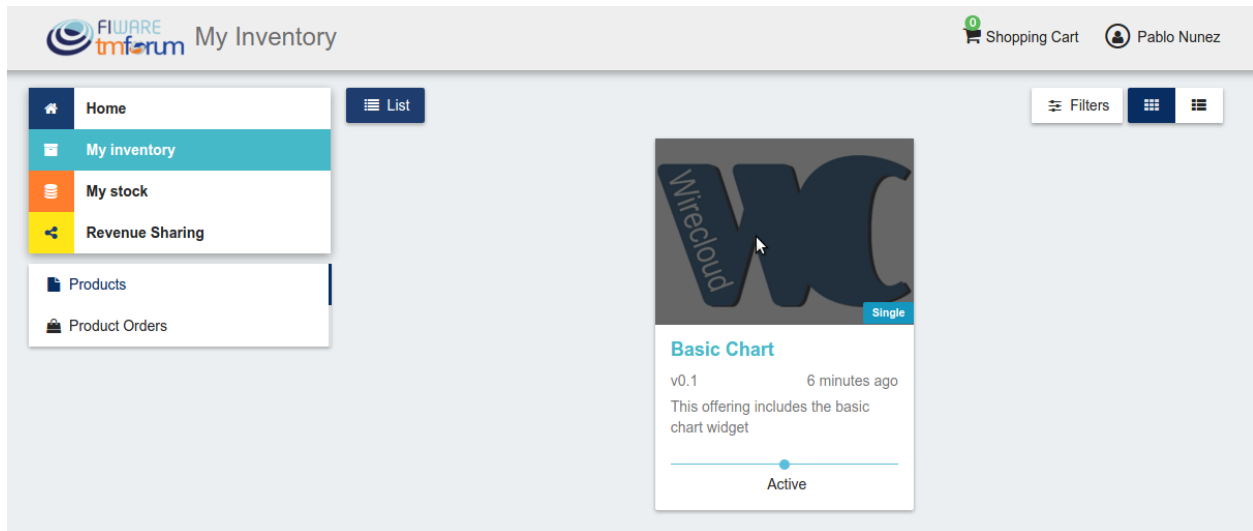 FIWARE
tmforum
My Inventory
0
Shopping Cart
Pablo Nunez
Home
My inventory
My stock
Revenue Sharing
Products
Product Orders
List
Filters
Wirecloud
WC
Single
Basic Chart
v0.1 6 minutes ago
This offering includes the basic
chart widget
Active